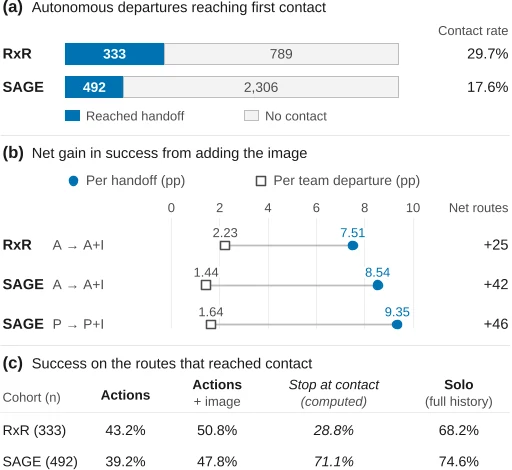 (a) Autonomous departures reaching first contact
Contact rate
RxR 333 789 29.7%
SAGE 492 2,306 17.6%
Reached handoff No contact
(b) Net gain in success from adding the image
Per handoff (pp) Per team departure (pp)
0 2 4 6 8 10 Net routes
2.23 7.51
RxR A → A+I +25
1.44 8.54
SAGE A → A+I +42
1.64 9.35
SAGE P → P+I +46
(c) Success on the routes that reached contact
Cohort (n) Actions Actions + image Stop at contact (computed) Solo (full history)
RxR (333) 43.2% 50.8% 28.8% 68.2%
SAGE (492) 39.2% 47.8% 71.1% 74.6%